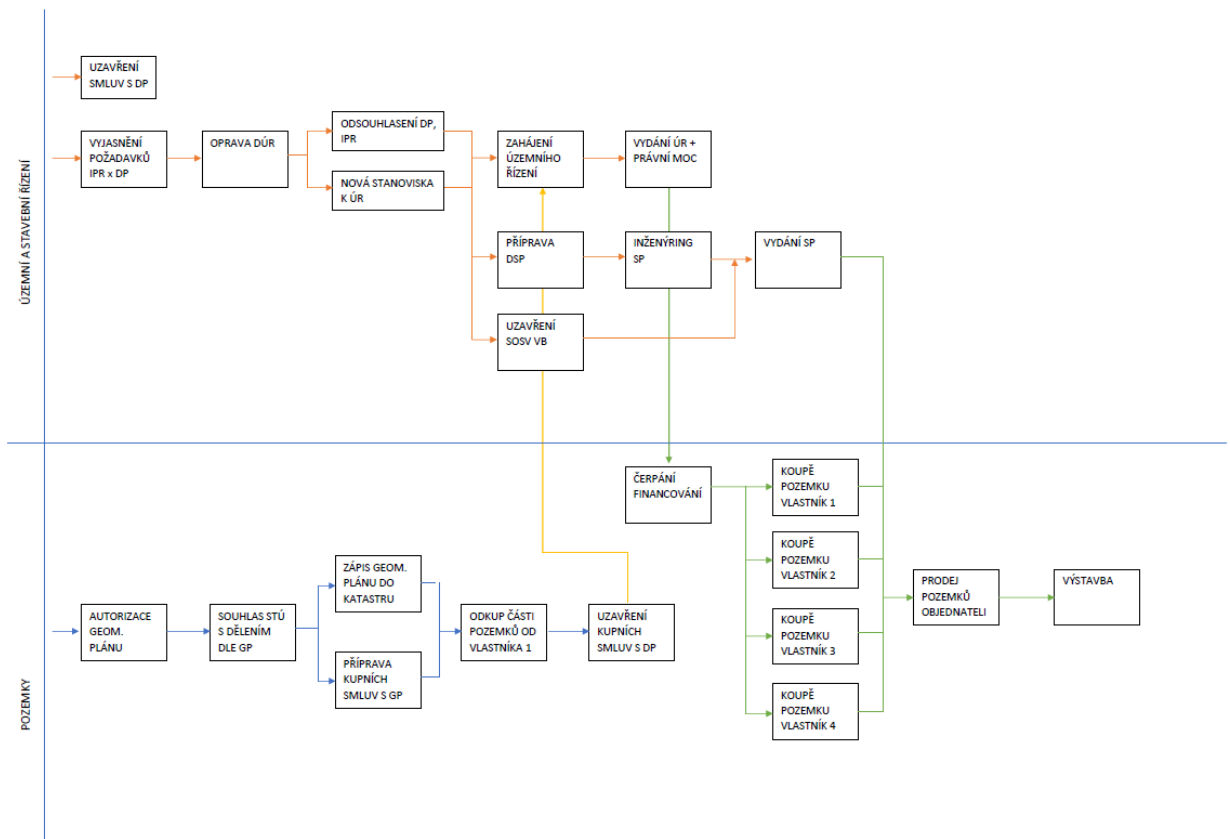 ÚZEMNÍ A STAVEBNÍ ŘÍZENÍ
UZAVŘENÍ
SMLUV S DP
VYJASNĚNÍ
POŽADAVKŮ
IPR x DP
OPRAVA DÚR
ODSOUHLASENÍ DP,
IPR
NOVÁ STANOVISKA
K ÚR
ZAHÁJENÍ
ÚZEMNÍHO
ŘÍZENÍ
VYDÁNÍ ÚR +
PRÁVNÍ MOC
PŘÍPRAVA
DSP
INŽENÝRING
SP
VYDÁNÍ SP
UZAVŘENÍ
SOSV VB
POZEMKY
ČERPÁNÍ
FINANCOVÁNÍ
KOUPĚ
POZEMKU
VLASTNÍK 1
KOUPĚ
POZEMKU
VLASTNÍK 2
KOUPĚ
POZEMKU
VLASTNÍK 3
KOUPĚ
POZEMKU
VLASTNÍK 4
AUTORIZACE
GEOM.
PLÁNU
SOUHLAS STÚ
S DĚLENÍM
DLE GP
ZÁPIS GEOM.
PLÁNU DO
KATASTRU
PŘÍPRAVA
KUPNÍCH
SMLUV S GP
ODKUP ČÁSTI
POZEMKŮ OD
VLASTNÍKA 1
UZAVŘENÍ
KUPNÍCH
SMLUV S DP
PRODEJ
POZEMKŮ
OBJEDNATELI
VÝSTAVBA